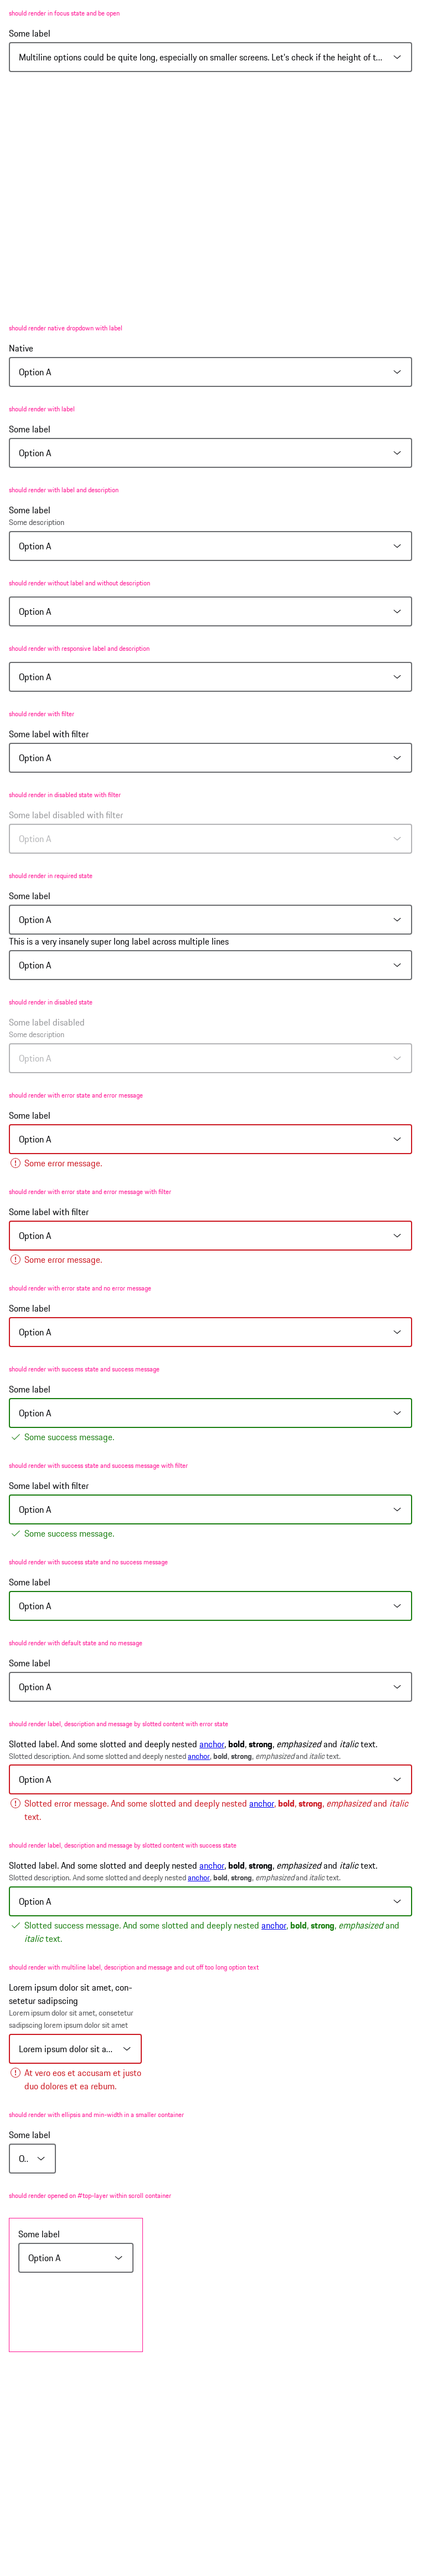 should render in focus state and be open
Some label
Multiline options could be quite long, especially on smaller screens. Let's check if the height of t...
should render native dropdown with label
Native
Option A
should render with label
Some label
Option A
should render with label and description
Some label
Some description
Option A
should render without label and without description
Option A
should render with responsive label and description
Option A
should render with filter
Some label with filter
Option A
should render in disabled state with filter
Some label disabled with filter
Option A
should render in required state
Some label
Option A
This is a very insanely super long label across multiple lines
Option A
should render in disabled state
Some label disabled
Some description
Option A
should render with error state and error message
Some label
Option A
Some error message.
should render with error state and error message with filter
Some label with filter
Option A
Some error message.
should render with error state and no error message
Some label
Option A
should render with success state and success message
Some label
Option A
Some success message.
should render with success state and success message with filter
Some label with filter
Option A
Some success message.
should render with success state and no success message
Some label
Option A
should render with default state and no message
Some label
Option A
should render label, description and message by slotted content with error state
Slotted label. And some slotted and deeply nested anchor, bold, strong, emphasized and italic text.
Slotted description. And some slotted and deeply nested anchor, bold, strong, emphasized and italic text.
Option A
Slotted error message. And some slotted and deeply nested anchor, bold, strong, emphasized and italic
text.
should render label, description and message by slotted content with success state
Slotted label. And some slotted and deeply nested anchor, bold, strong, emphasized and italic text.
Slotted description. And some slotted and deeply nested anchor, bold, strong, emphasized and italic text.
Option A
Slotted success message. And some slotted and deeply nested anchor, bold, strong, emphasized and
italic text.
should render with multiline label, description and message and cut off too long option text
Lorem ipsum dolor sit amet, con-
setetur sadipscing
Lorem ipsum dolor sit amet, consetetur
sadipscing lorem ipsum dolor sit amet
Lorem ipsum dolor sit a...
At vero eos et accusam et justo
duo dolores et ea rebum.
should render with ellipsis and min-width in a smaller container
Some label
O..
should render opened on #top-layer within scroll container
Some label
Option A